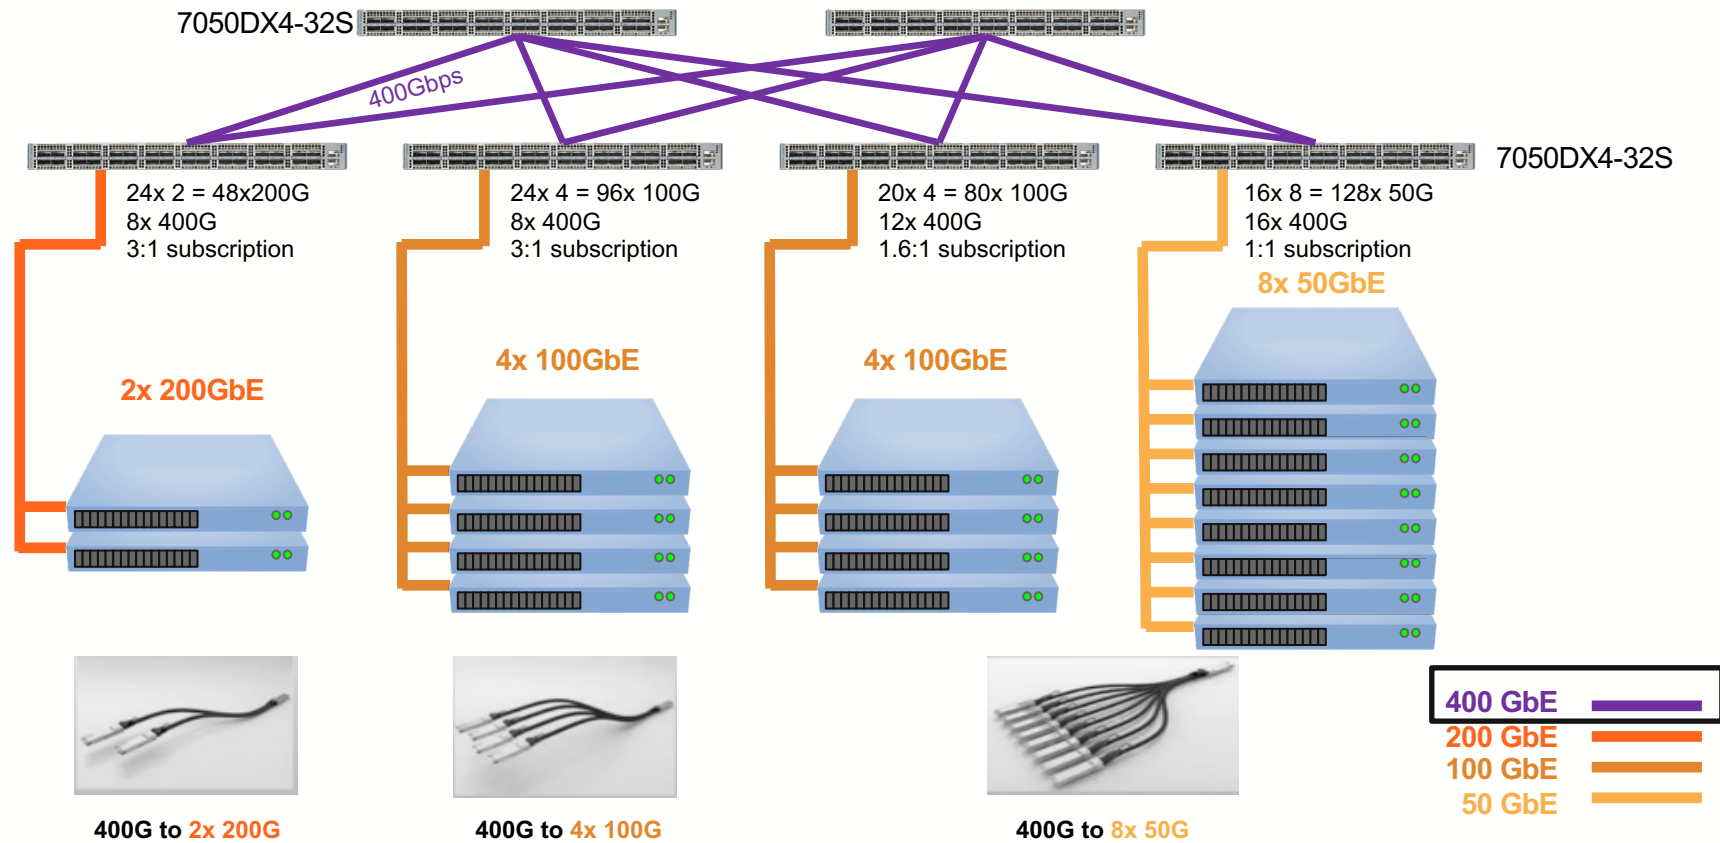 7050DX4-32S
400Gbps
7050DX4-32S
24x 2 = 48x200G
8x 400G
3:1 subscription
24x 4 = 96x 100G
8x 400G
3:1 subscription
20x 4 = 80x 100G
12x 400G
1.6:1 subscription
16x 8 = 128x 50G
16x 400G
1:1 subscription
2x 200GbE
4x 100GbE
4x 100GbE
8x 50GbE
400G to 2x 200G
400G to 4x 100G
400G to 8x 50G
400 GbE
200 GbE
100 GbE
50 GbE